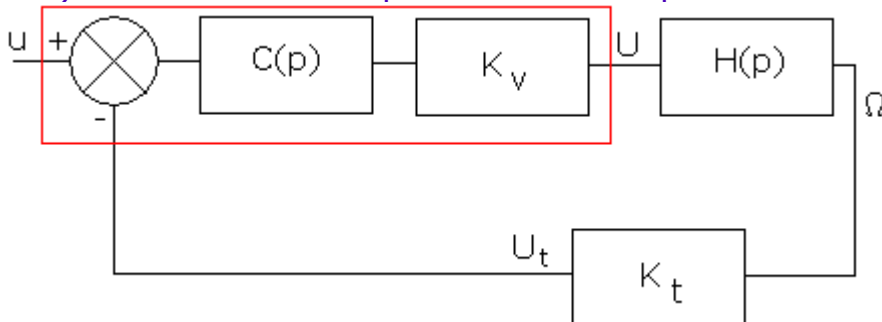 u + C(p) K_v U H(p)
-
Ω
U_t K_t